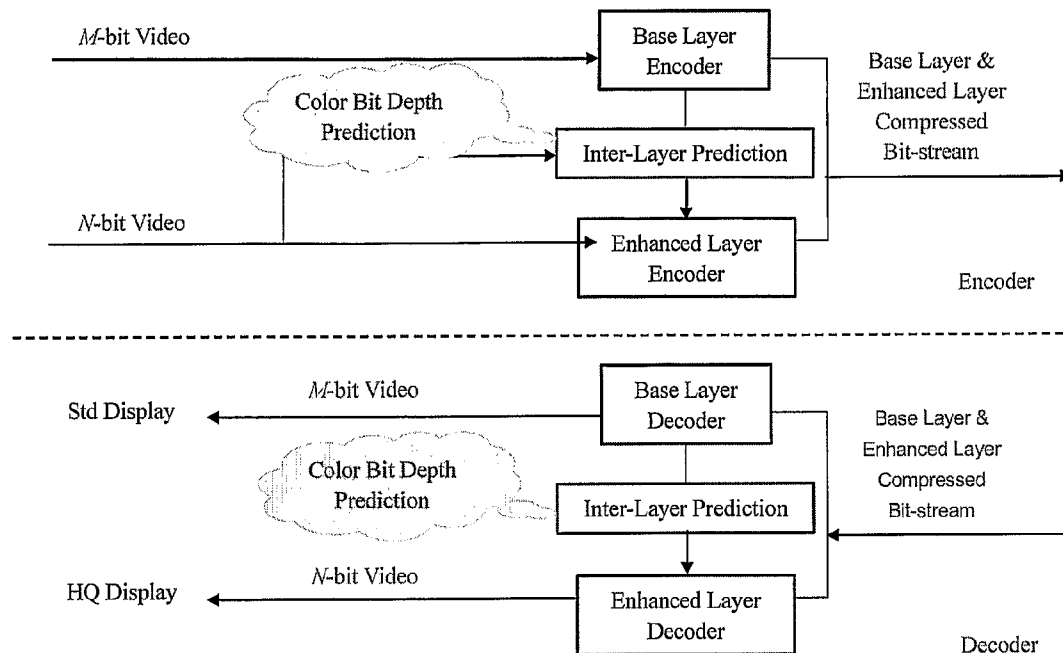 M-bit Video
Base Layer
Encoder
Base Layer &
Enhanced Layer
Compressed
Bit-stream
Color Bit Depth
Prediction
Inter-Layer Prediction
N-bit Video
Enhanced Layer
Encoder
Encoder
M-bit Video
Std Display
Base Layer
Decoder
Base Layer &
Enhanced Layer
Compressed
Bit-stream
Color Bit Depth
Prediction
Inter-Layer Prediction
N-bit Video
HQ Display
Enhanced Layer
Decoder
Decoder